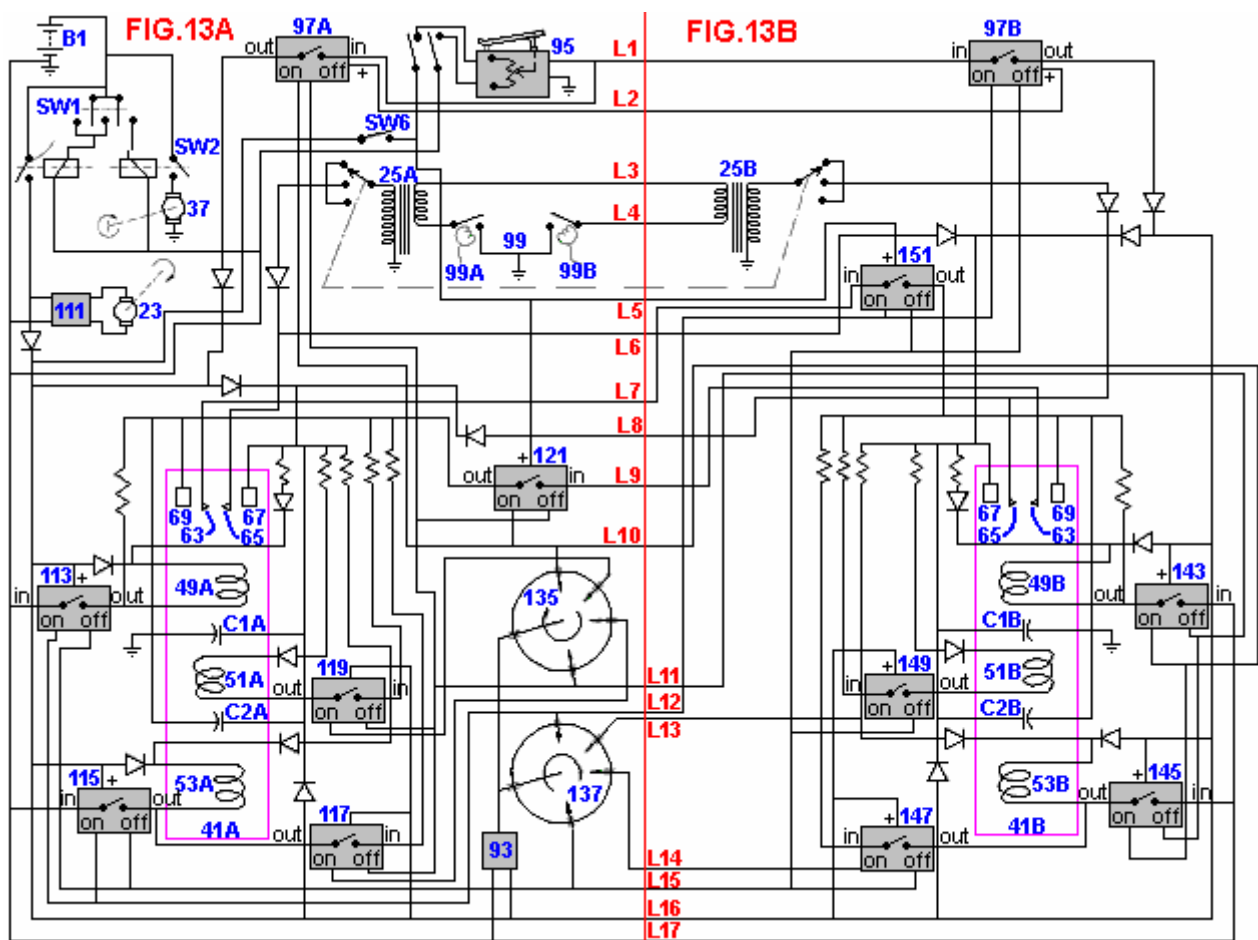 FIG.13A
FIG.13B
B1
97A
out
in
on off
+
95
L1
97B
in
out
on off
+
L2
SW1
SW6
SW2
37
25A
L3
25B
L4
99
99A
99B
151
+
in
out
on off
111
23
L5
L6
L7
L8
121
+
out
in
on off
L9
69
67
63
65
67
69
65
63
L10
113
+
in
out
on off
49A
135
49B
143
+
out
in
on off
C1A
C1B
51A
119
out
in
on off
L11
149
+
in
out
on off
51B
L12
C2A
C2B
L13
115
+
in
out
on off
53A
137
53B
145
+
out
in
on off
41A
117
out
in
on off
93
147
+
in
out
on off
41B
L14
L15
L16
L17